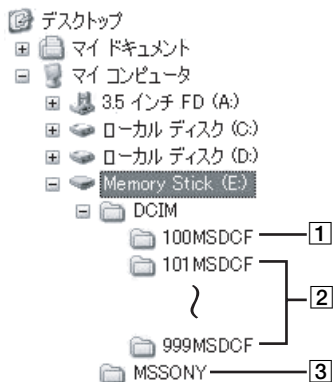 デスクトップ
マイ ドキュメント
マイ コンピュータ
3.5 インチ FD (A:)
ローカル ディスク (C:)
ローカル ディスク (D:)
Memory Stick (E:)
DCIM
100MSDCF 1
101MSDCF
2
999MSDCF
MSSONY 3